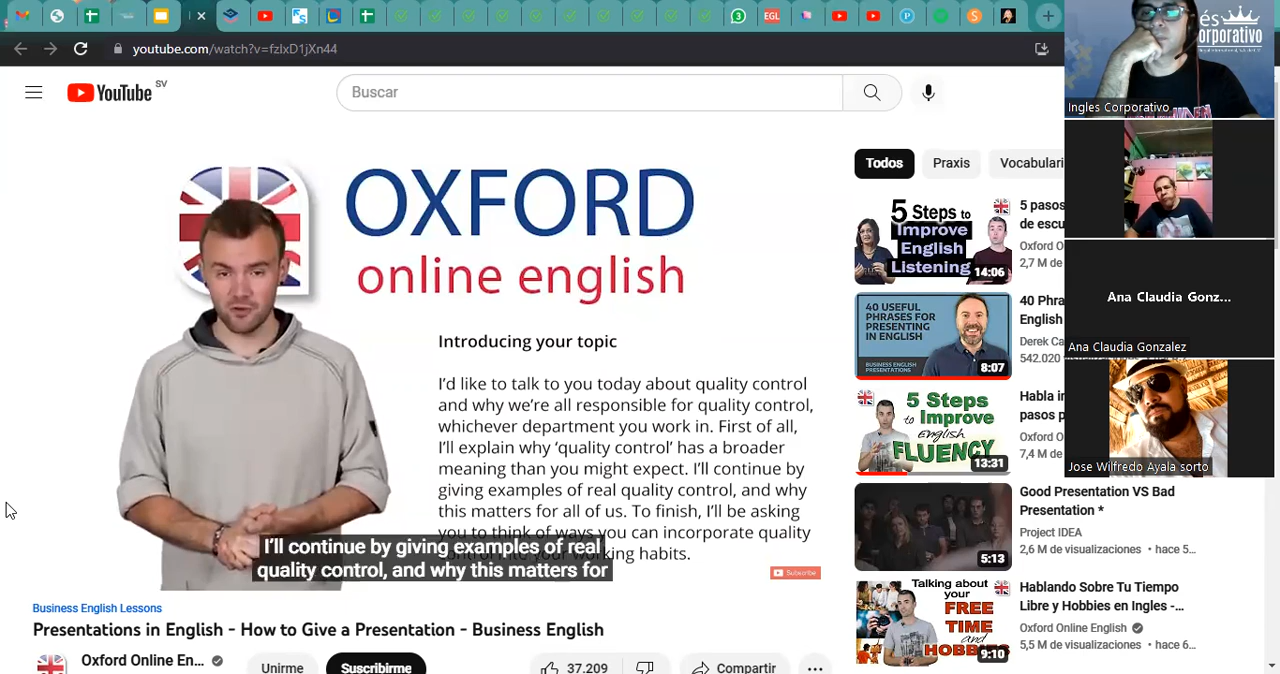 3
EGL
youtube.com/watch?v=fzIxD1jXn44
és
orporativo
Ingles Corporativo
YouTube SV
Buscar
Todos
Praxis
Vocabulari
OXFORD
online english
Introducing your topic
I'd like to talk to you today about quality control
and why we're all responsible for quality control,
whichever department you work in. First of all,
I'll explain why 'quality control' has a broader
meaning than you might expect. I'll continue by
giving examples of real quality control, and why
this matters for all of us. To finish, I'll be asking
you to think of ways you can incorporate quality
working habits.
I'll continue by giving examples of real
quality control, and why this matters for
Subscribe
Business English Lessons
Presentations in English - How to Give a Presentation - Business English
Oxford Online En...
Unirme
Suscribirme
37.209
Compartir
5 Steps to
Improve
English
Listening
14:06
5 pasos
de escu
Oxford O
2,7 M de
40 USEFUL
PHRASES FOR
PRESENTING
IN ENGLISH
BUSINESS ENGLISH
PRESENTATIONS
8:07
40 Phra
English
Derek Ca
542.020
5 Steps
to Improve
english
FLUENCY
13:31
Habla i
pasos p
Oxford O
7,4 M de
5:13
Good Presentation VS Bad
Presentation *
Project IDEA
2,6 M de visualizaciones • hace 5...
Talking about
your
FREE
TIME
and
HOBBIES
9:10
Hablando Sobre Tu Tiempo
Libre y Hobbies en Ingles -...
Oxford Online English
5,5 M de visualizaciones • hace 6...
Ana Claudia Gonz...
Ana Claudia Gonzalez
Jose Wilfredo Ayala sorto